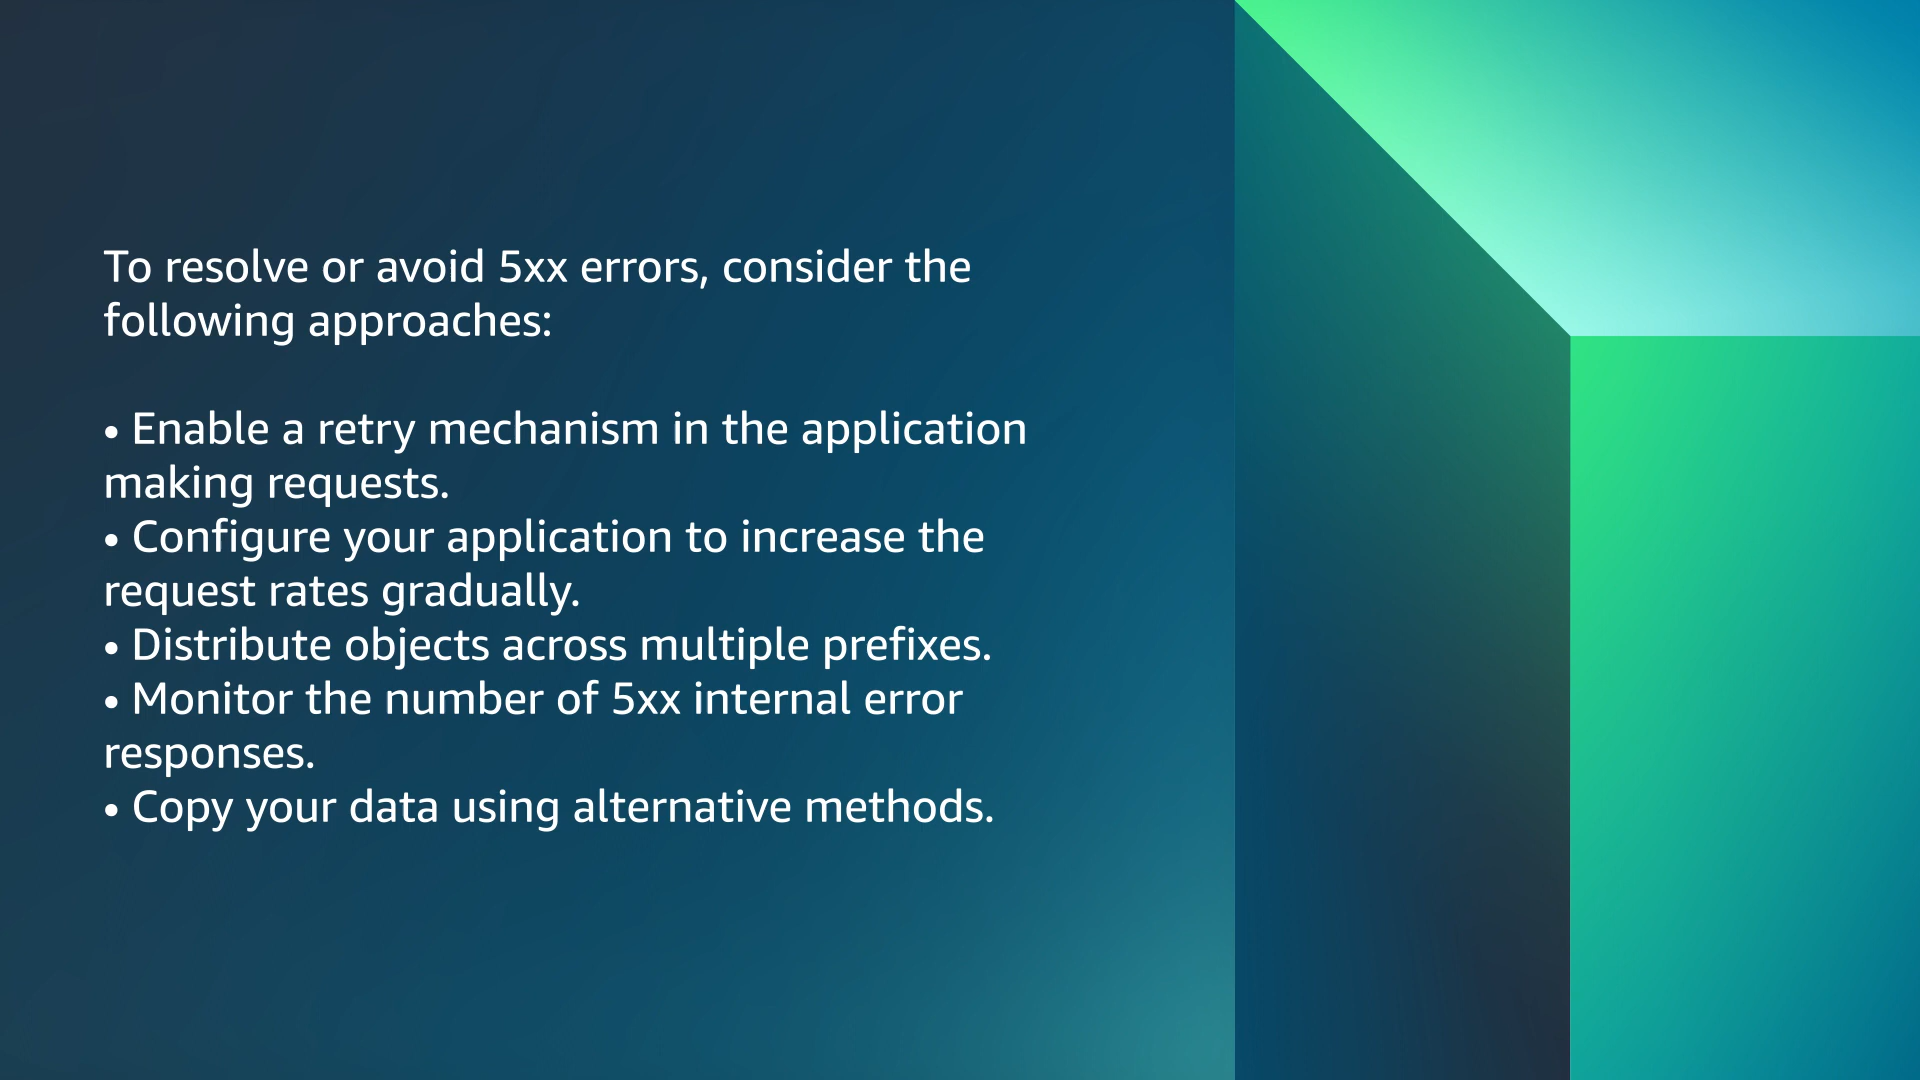 To resolve or avoid 5xx errors, consider the
following approaches:
• Enable a retry mechanism in the application
making requests.
• Configure your application to increase the
request rates gradually.
• Distribute objects across multiple prefixes.
• Monitor the number of 5xx internal error
responses.
• Copy your data using alternative methods.